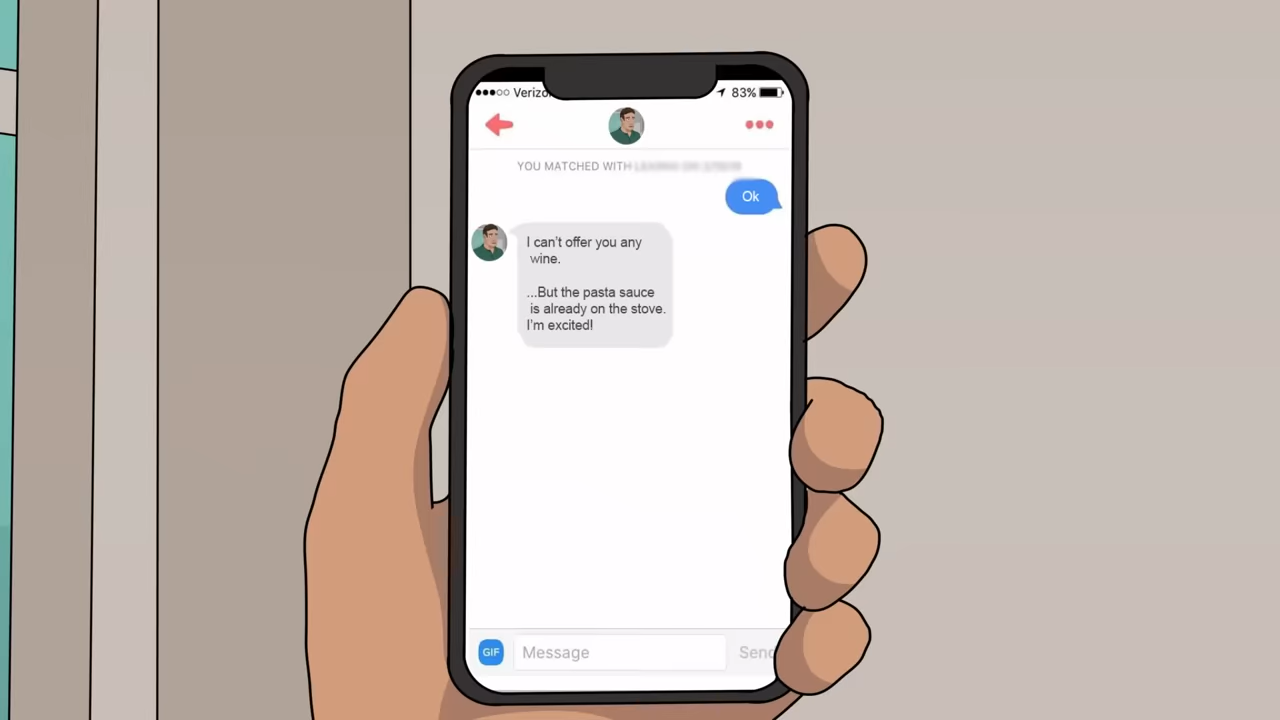 Verizo
83%
YOU MATCHED WITH
Ok
I can't offer you any
wine.
...But the pasta sauce
is already on the stove.
I'm excited!
GIF
Message
Send